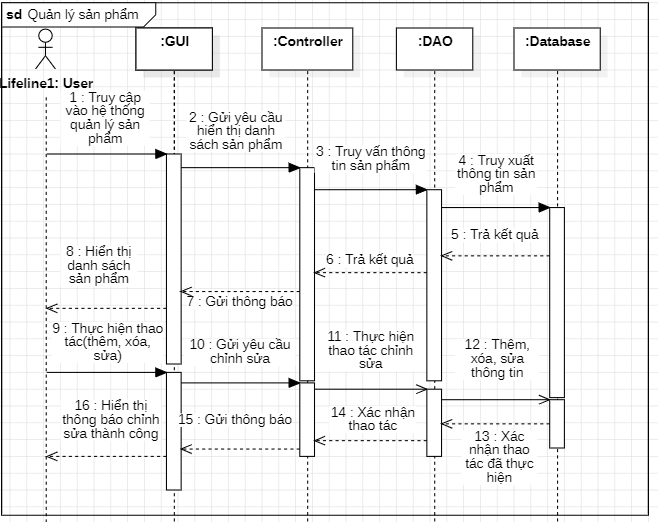 sd Quản lý sản phẩm
:GUI
:Controller
:DAO
:Database
Lifeline1: User
1 : Truy cập
vào hệ thống
quản lý sản
phẩm
2 : Gửi yêu cầu
hiển thị danh
sách sản phẩm
3 : Truy vấn thông
tin sản phẩm
4 : Truy xuất
thông tin sản
phẩm
5 : Trả kết quả
6 : Trả kết quả
7 : Gửi thông báo
8 : Hiển thị
danh sách
sản phẩm
9 : Thực hiện thao
tác(thêm, xóa,
sửa)
10 : Gửi yêu cầu
chỉnh sửa
11 : Thực hiện
thao tác chỉnh
sửa
12 : Thêm,
xóa, sửa
thông tin
13 : Xác
nhận thao
tác đã thực
hiện
14 : Xác nhận
thao tác
15 : Gửi thông báo
16 : Hiển thị
thông báo chỉnh
sửa thành công